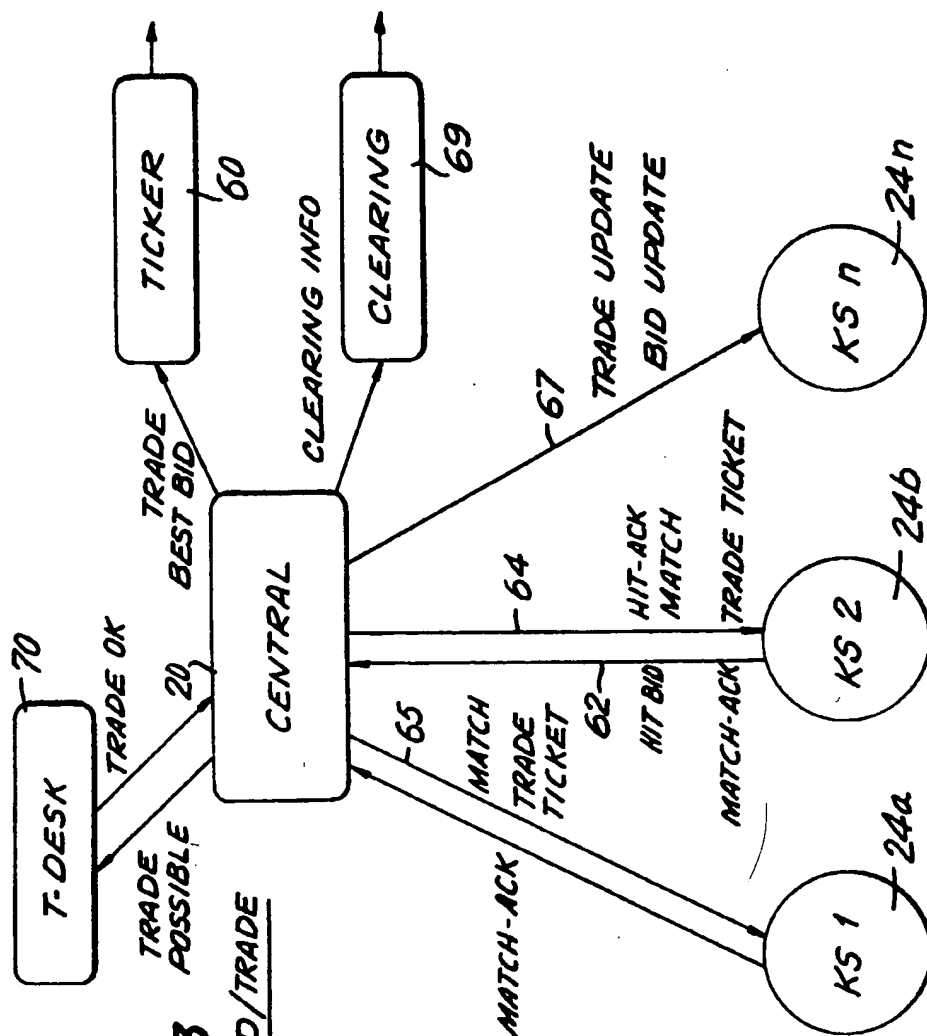 T-DESK
70
TRADE OK
TRADE
POSSIBLE
3
D/TRADE
20
CENTRAL
TRADE
BEST BID
TICKER
60
CLEARING INFO
CLEARING
69
65
MATCH
TRADE
TICKET
MATCH-ACK
62
HIT BID
MATCH-ACK
64
HIT-ACK
MATCH
TRADE TICKET
67
TRADE UPDATE
BID UPDATE
KS 1
24a
KS 2
24b
KS n
24n